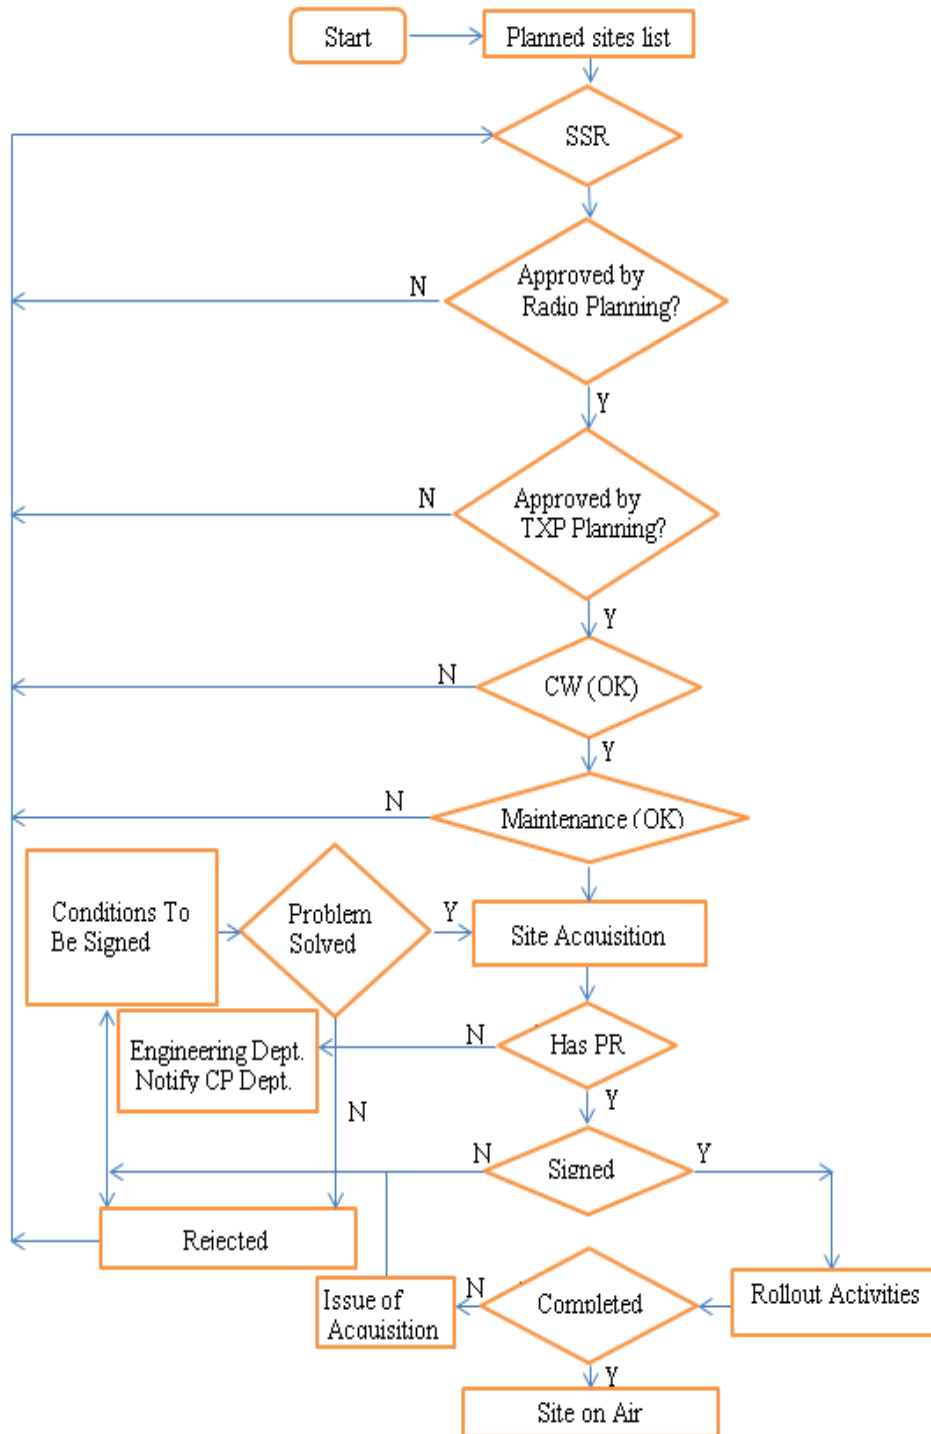 Start
Planned sites list
SSR
N
Approved by
Radio Planning?
Y
N
Approved by
TXP Planning?
Y
N
CW (OK)
Y
N
Maintenance (OK)
Conditions To
Be Signed
Problem
Solved
Y
Site Acquisition
Engineering Dept.
Notify CP Dept.
N
Has PR
N
Y
N
Signed
Y
Rejected
Issue of
Acquisition
N
Completed
Rollout Activities
Y
Site on Air